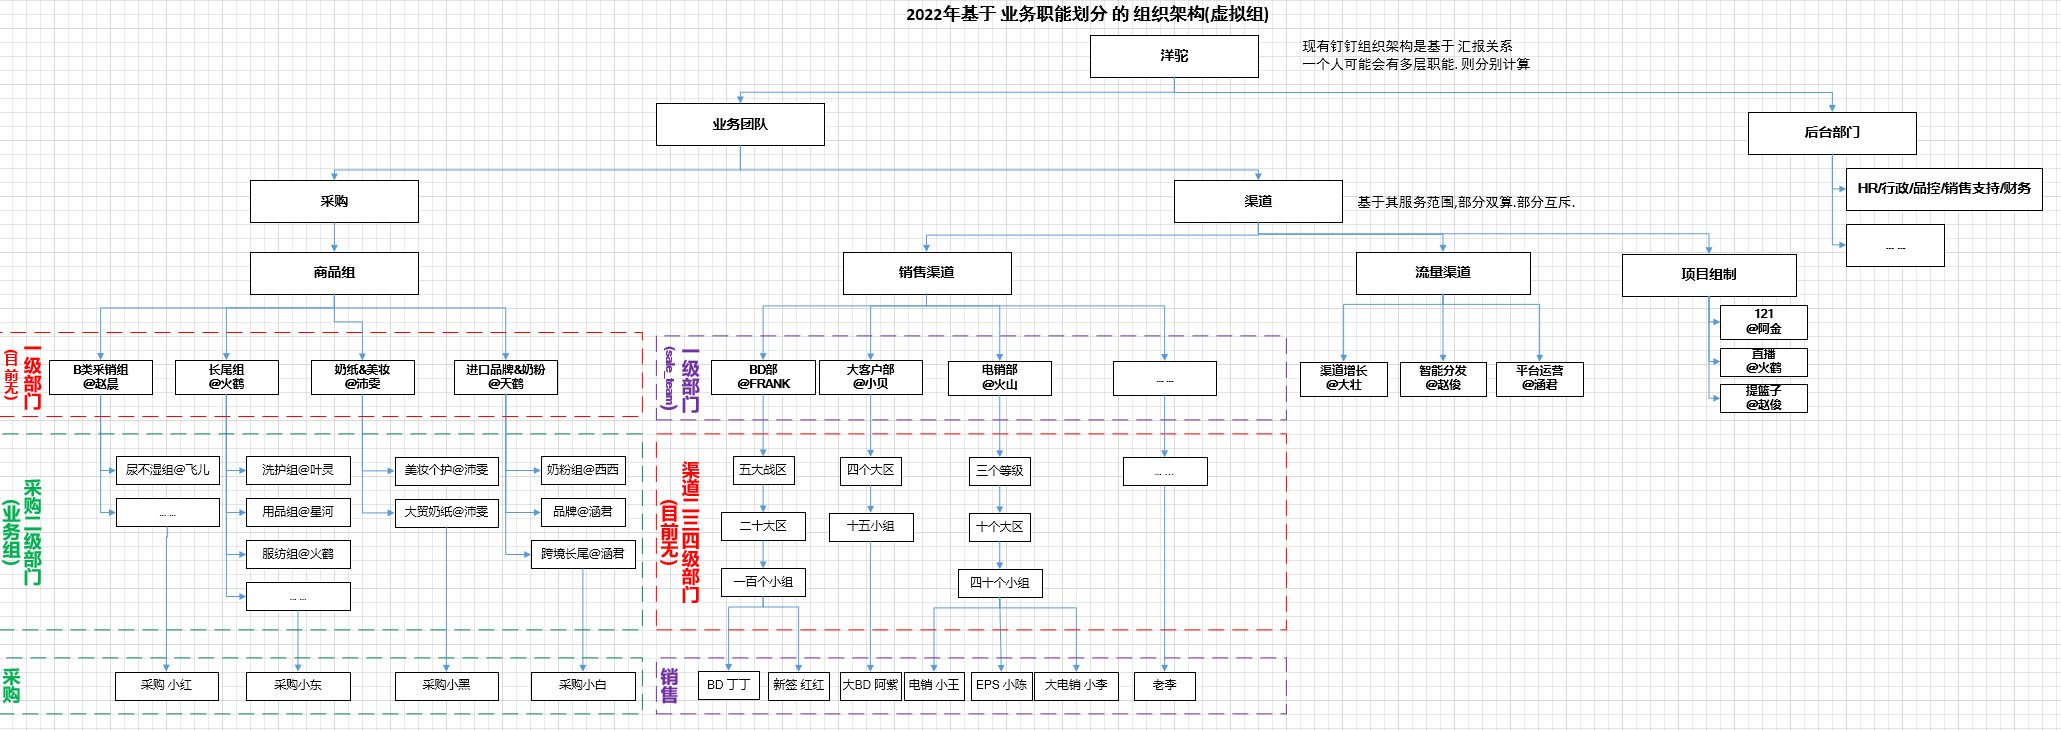 2022年基于 业务职能划分 的 组织架构(虚拟组)
洋驼
现有钉钉组织架构是基于 汇报关系
一个人可能会有多层职能. 则分别计算
业务团队
后台部门
HR/行政/品控/销售支持/财务
... ...
采购
渠道
基于其服务范围,部分双算.部分互斥.
商品组
销售渠道
流量渠道
项目组制
121
@阿金
直播
@火鹤
提篮子
@赵俊
一级部门
(目前无)
B类采销组
@赵晨
长尾组
@火鹤
奶纸&美妆
@沛雯
进口品牌&奶粉
@天鹤
一级部门
(sale_team)
BD部
@FRANK
大客户部
@小贝
电销部
@火山
... ...
渠道增长
@大壮
智能分发
@赵俊
平台运营
@涵君
采购二级部门
(业务组)
尿不湿组@飞儿
... ...
洗护组@叶灵
用品组@星河
服纺组@火鹤
... ...
美妆个护@沛雯
大贸奶纸@沛雯
奶粉组@西西
品牌@涵君
跨境长尾@涵君
渠道二三四级部门
(目前无)
五大战区
二十大区
一百个小组
四个大区
十五小组
三个等级
十个大区
四十个小组
... ...
采购
采购 小红
采购小东
采购小黑
采购小白
销售
BD 丁丁
新签 红红
大BD 阿紫
电销 小王
EPS 小陈
大电销 小李
老李